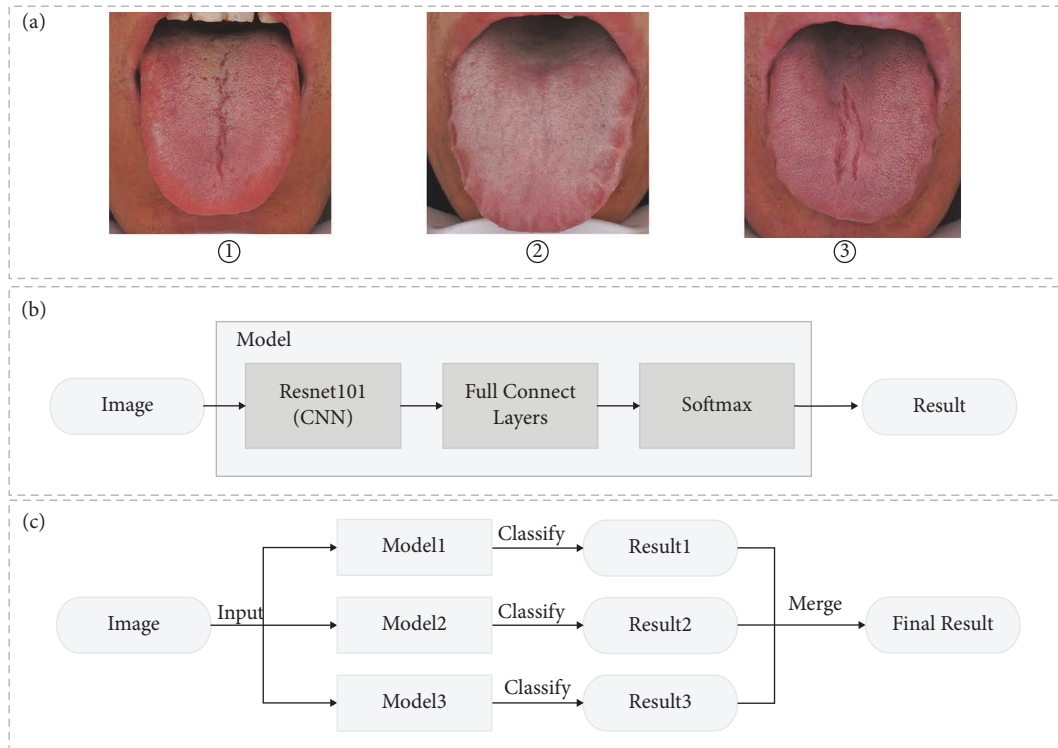 (a)
① ② ③
(b)
Model
Image
Resnet101
(CNN)
Full Connect
Layers
Softmax
Result
(c)
Model1 Classify Result1
Image Input Model2 Classify Result2 Merge Final Result
Model3 Classify Result3